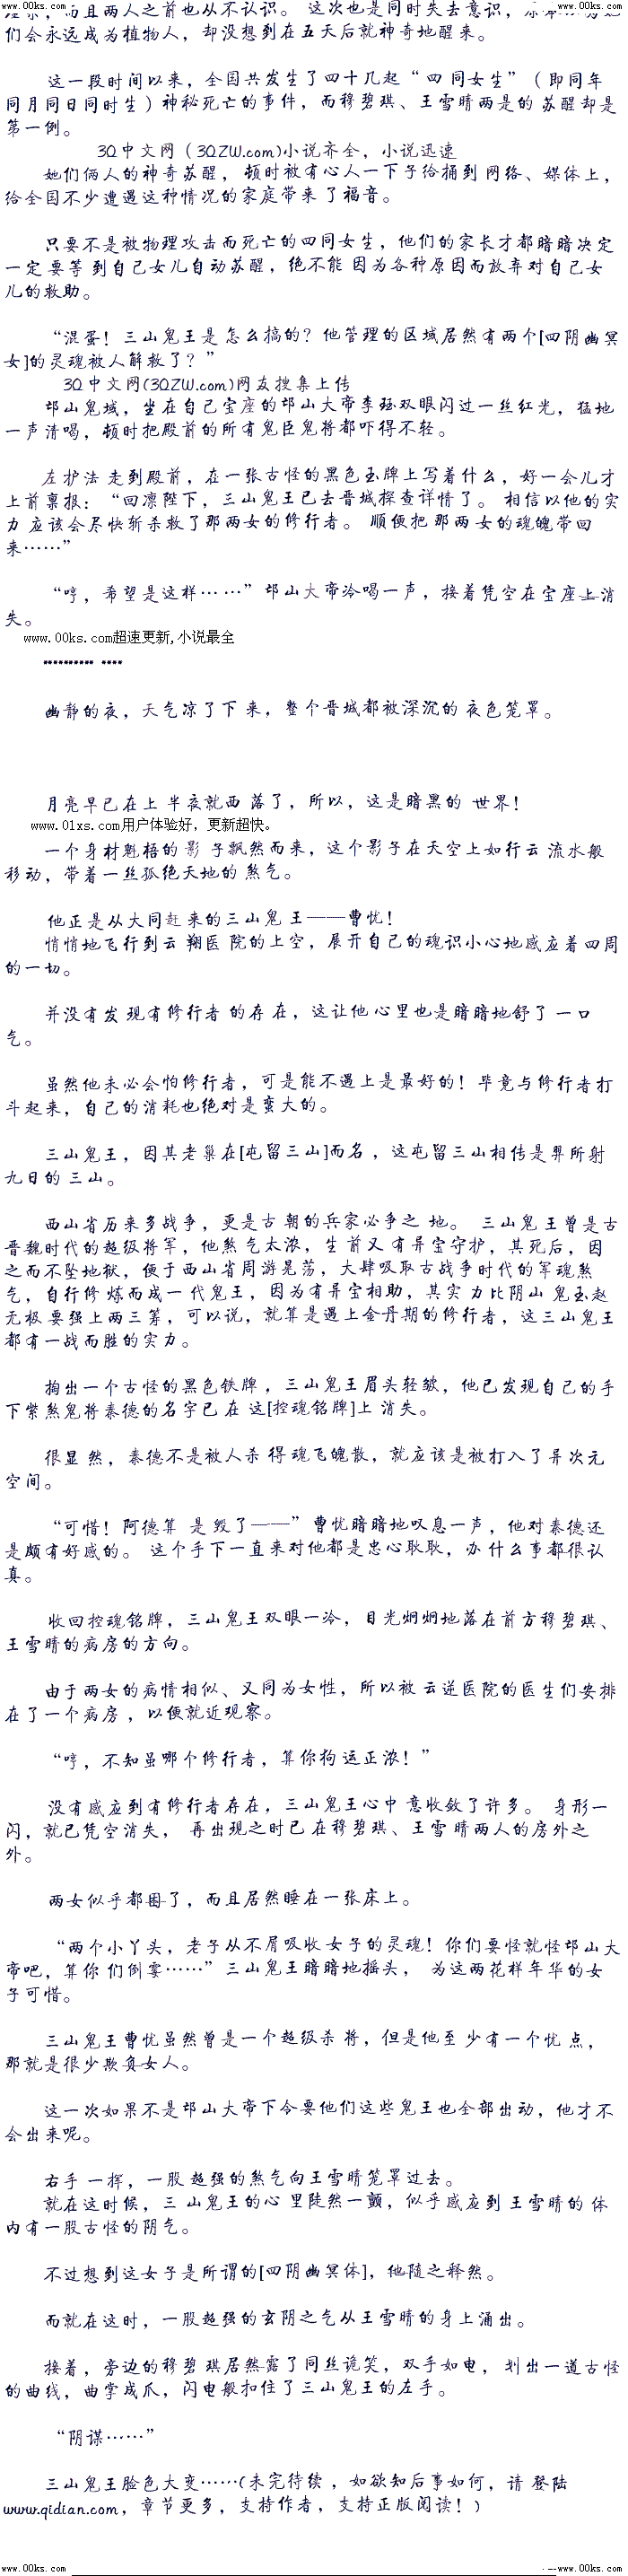 www.00ks.com www.00ks.com
而且两人之前也从不认识。 这次也是同时失去意识，
们会永远成为植物人，却没想到在五天后就神奇地醒来。
这一段时间以来，全国共发生了四十几起“四同女生”（即同年
同月同日同时生）神秘死亡的事件，而穆碧琪、王雪晴两是的苏醒却是
第一例。
3Q中文网（3QZW.com)小说齐全，小说迅速
她们俩人的神奇苏醒，顿时被有心人一下子给捅到网络、媒体上，
给全国不少遭遇这种情况的家庭带来了福音。
只要不是被物理攻击而死亡的四同女生，他们的家长才都暗暗决定
一定要等到自己女儿自动苏醒，绝不能因为各种原因而放弃对自己女
儿的救助。
“混蛋！三山鬼王是怎么搞的？他管理的区域居然有两个[四阴幽冥
女]的灵魂被人解救了？”
3Q中文网(3QZW.com)网友搜集上传
邙山鬼域，坐在自己宝座的邙山大帝李珏双眼闪过一丝红光，猛地
一声清喝，顿时把殿前的所有鬼臣鬼将都吓得不轻。
左护法走到殿前，在一张古怪的黑色玉牌上写着什么，好一会儿才
上前禀报：“回凛陛下，三山鬼王已去晋城探查详情了。 相信以他的实
力应该会尽快斩杀救了那两女的修行者。 顺便把那两女的魂魄带回
来……”
“哼，希望是这样……”邙山大帝冷喝一声，接着凭空在宝座上消
失。
www.00ks.com超速更新,小说最全
********** ****
幽静的夜，天气凉了下来，整个晋城都被深沉的夜色笼罩。
月亮早已在上半夜就西落了，所以，这是暗黑的世界！
www.01xs.com用户体验好，更新超快。
一个身材魁梧的影子飘然而来，这个影子在天空上如行云流水般
移动，带着一丝孤绝天地的煞气。
他正是从大同赶来的三山鬼王——曹忧！
悄悄地飞行到云翔医院的上空，展开自己的魂识小心地感应着四周
的一切。
并没有发现有修行者的存在，这让他心里也是暗暗地舒了一口
气。
虽然他未必会怕修行者，可是能不遇上是最好的！毕竟与修行者打
斗起来，自己的消耗也绝对是蛮大的。
三山鬼王，因其老巢在[屯留三山]而名，这屯留三山相传是羿所射
九日的三山。
西山省历来多战争，更是古朝的兵家必争之地。 三山鬼王曾是古
晋魏时代的超级将军，他煞气太浓，生前又有异宝守护，其死后，因
之而不坠地狱，便于西山省周游晃荡，大肆吸取古战争时代的军魂煞
气，自行修炼而成一代鬼王，因为有异宝相助，其实力比阴山鬼玉赵
无极要强上两三筹，可以说，就算是遇上金丹期的修行者，这三山鬼王
都有一战而胜的实力。
掏出一个古怪的黑色铁牌，三山鬼王眉头轻皱，他已发现自己的手
下紫煞鬼将秦德的名字已在这[控魂铭牌]上消失。
很显然，秦德不是被人杀得魂飞魄散，就应该是被打入了异次元
空间。
“可惜！阿德算是毁了——”曹忧暗暗地叹息一声，他对秦德还
是颇有好感的。 这个手下一直来对他都是忠心耿耿，办什么事都很认
真。
收回控魂铭牌，三山鬼王双眼一冷，目光炯炯地落在前方穆碧琪、
王雪晴的病房的方向。
由于两女的病情相似、又同为女性，所以被云逆医院的医生们安排
在了一个病房，以便就近观察。
“哼，不知虽哪个修行者，算你狗运正浓！”
没有感应到有修行者存在，三山鬼王心中意收敛了许多。 身形一
闪，就已凭空消失， 再出现之时已在穆碧琪、王雪晴两人的房外之
外。
两女似乎都困了，而且居然睡在一张床上。
“两个小丫头，老子从不屑吸收女子的灵魂！你们要怪就怪邙山大
帝吧，算你们倒霉……”三山鬼王暗暗地摇头， 为这两花样年华的女
子可惜。
三山鬼王曹忧虽然曾是一个超级杀将，但是他至少有一个忧点，
那就是很少欺负女人。
这一次如果不是邙山大帝下令要他们这些鬼王也全部出动，他才不
会出来呢。
右手一挥，一股超强的煞气向王雪晴笼罩过去。
就在这时候，三山鬼王的心里陡然一颤，似乎感应到王雪晴的体
内有一股古怪的阴气。
不过想到这女子是所谓的[四阴幽冥体]，他随之释然。
而就在这时，一股超强的玄阴之气从王雪晴的身上涌出。
接着，旁边的穆碧琪居然露了同丝诡笑，双手如电，划出一道古怪
的曲线，曲掌成爪，闪电般扣住了三山鬼王的左手。
“阴谋……”
三山鬼王脸色大变……(未完待续，如欲知后事如何，请登陆
www.qidian.com，章节更多，支持作者，支持正版阅读！)
www.00ks.com www.00ks.com